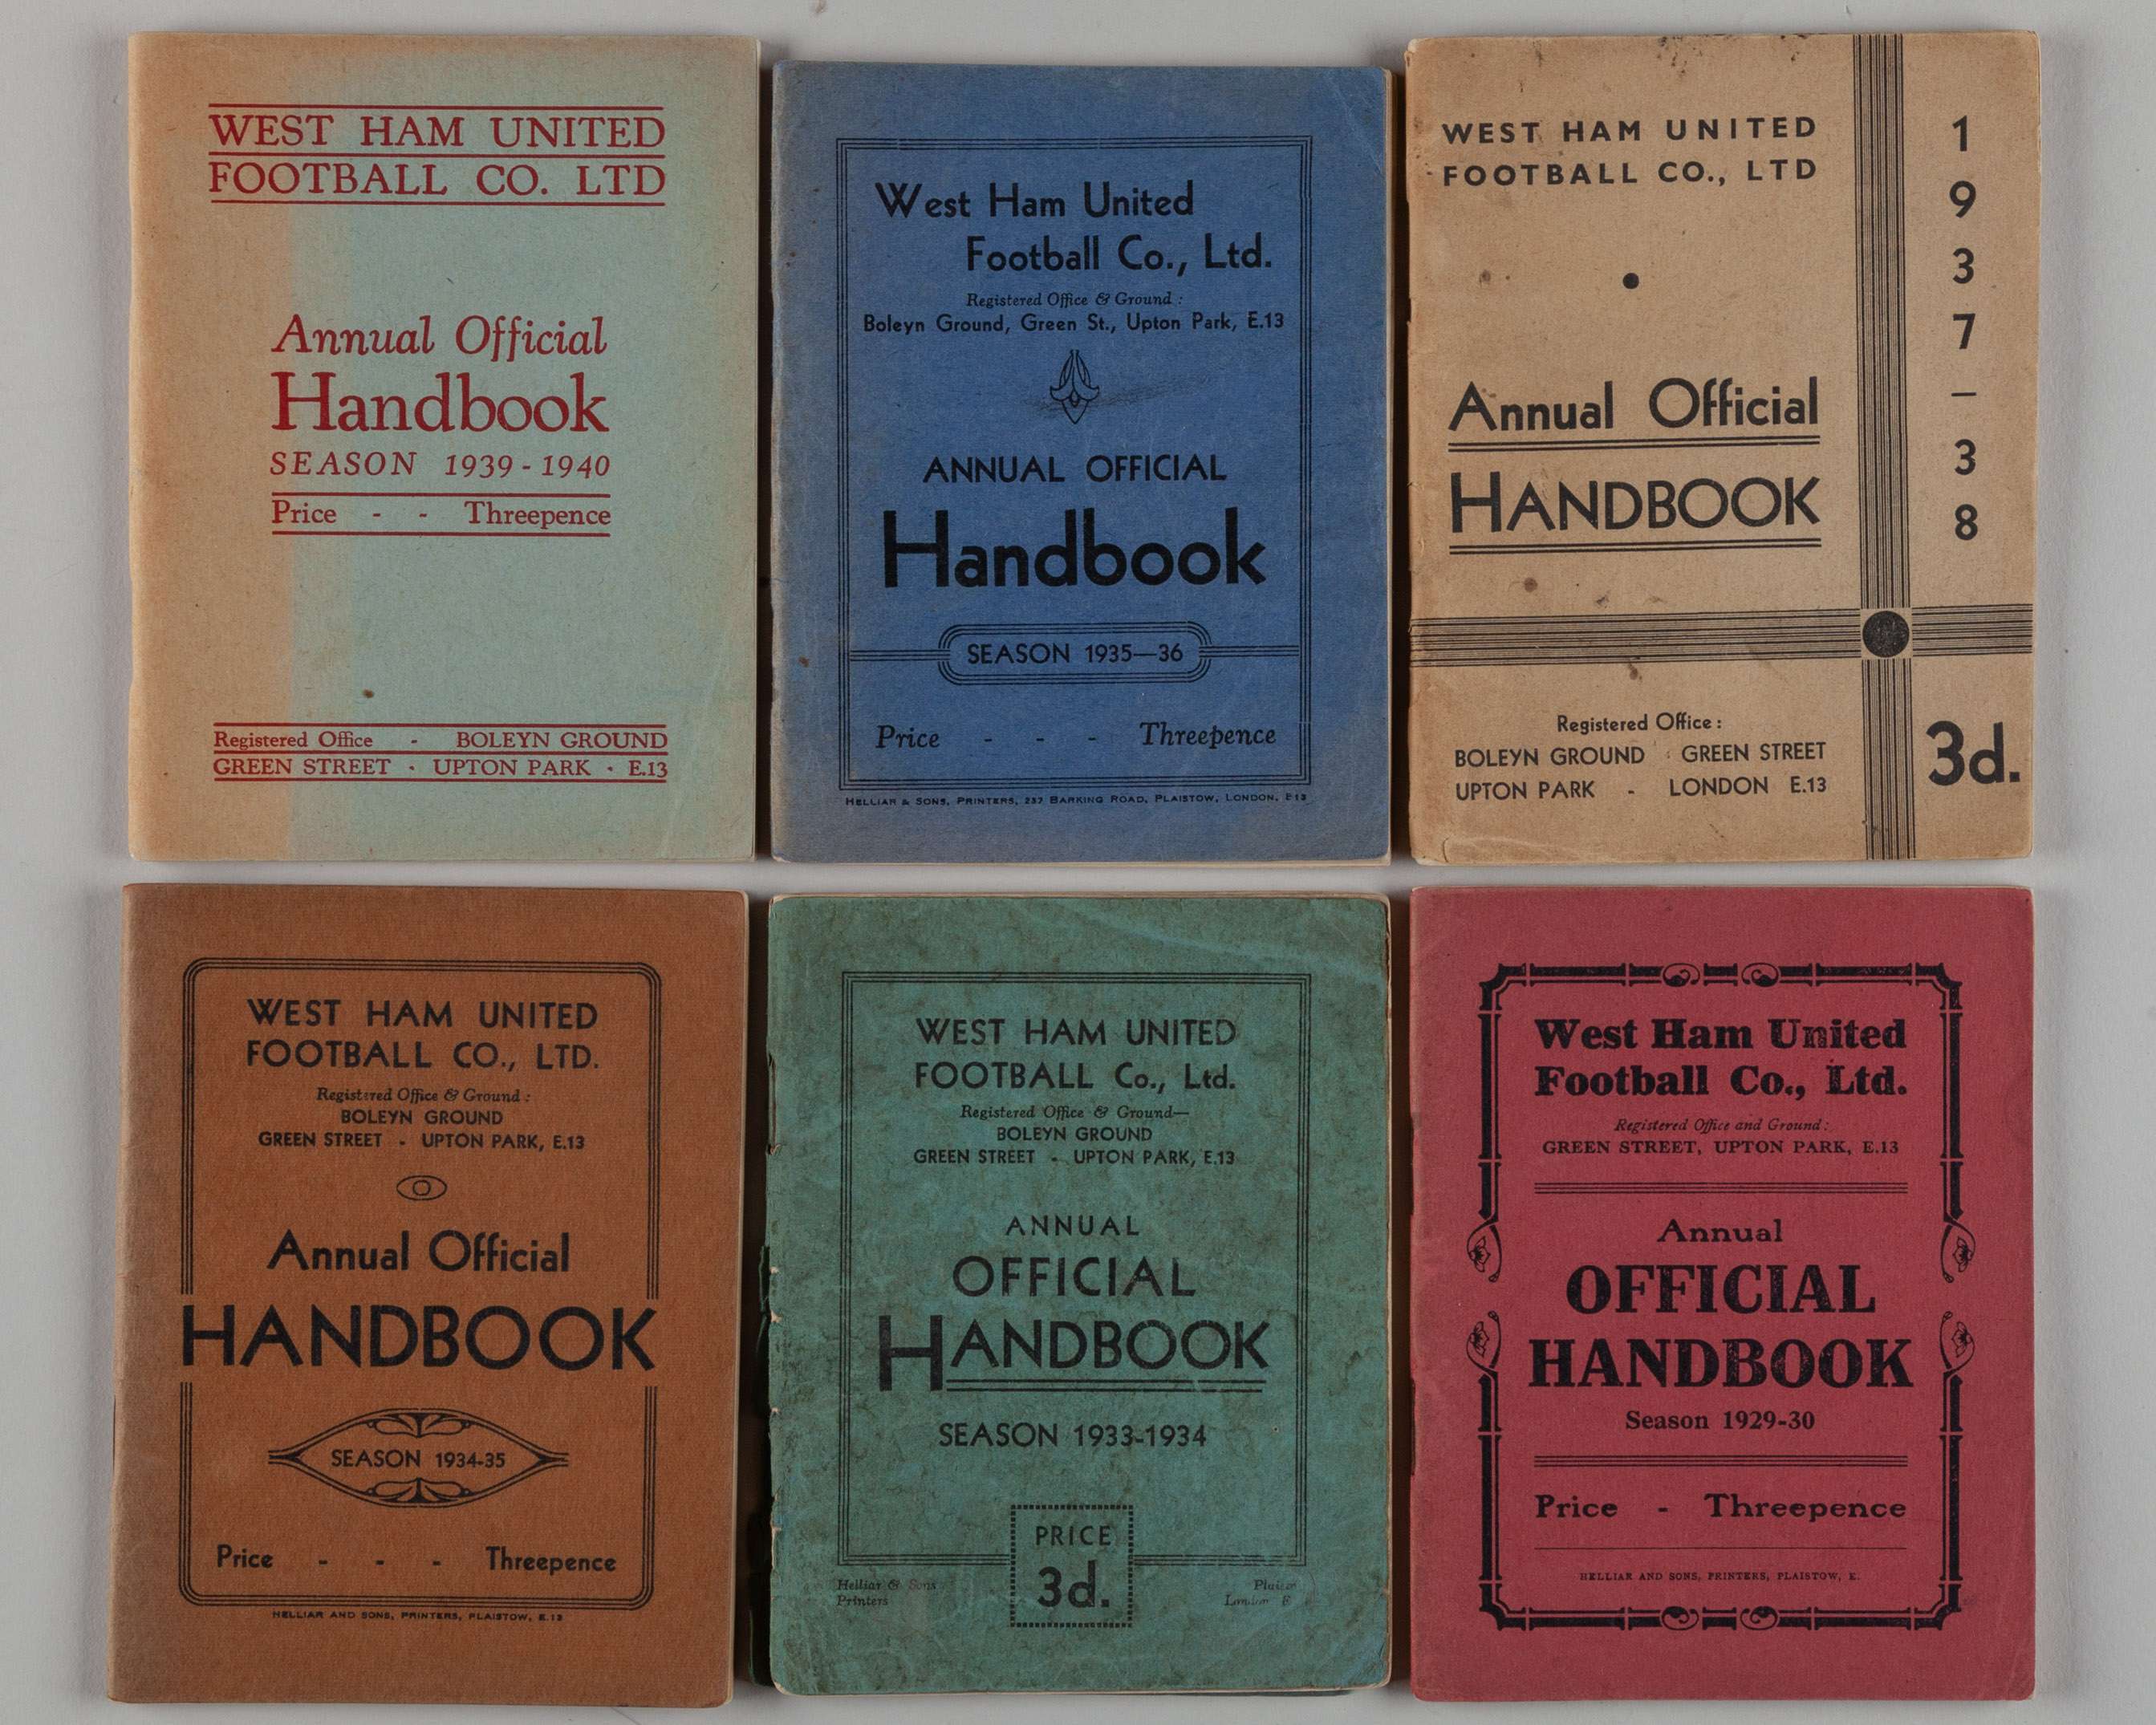 WEST HAM UNITED
FOOTBALL CO. LTD
Annual Official
Handbook
SEASON 1939-1940
Price - - Threepence
Registered Office - BOLEYN GROUND
GREEN STREET · UPTON PARK · E.13
West Ham United
Football Co., Ltd.
Registered Office & Ground :
Boleyn Ground, Green St., Upton Park, E.13
ANNUAL OFFICIAL
Handbook
SEASON 1935—36
Price - - - Threepence
HELLIAR & SONS, PRINTERS, 237 BARKING ROAD, PLAISTOW, LONDON, E13
WEST HAM UNITED
FOOTBALL CO., LTD
•
Annual Official
HANDBOOK
1
9
3
7
–
3
8
Registered Office :
BOLEYN GROUND · GREEN STREET
UPTON PARK - LONDON E.13
3d.
WEST HAM UNITED
FOOTBALL CO., LTD.
Registered Office & Ground :
BOLEYN GROUND
GREEN STREET - UPTON PARK, E.13
Annual Official
HANDBOOK
SEASON 1934-35
Price - - - Threepence
HELLIAR AND SONS, PRINTERS, PLAISTOW, E.13
WEST HAM UNITED
FOOTBALL Co., Ltd.
Registered Office & Ground—
BOLEYN GROUND
GREEN STREET - UPTON PARK, E.13
ANNUAL
OFFICIAL
HANDBOOK
SEASON 1933-1934
PRICE
3d.
Helliar & Sons
Printers
London E
West Ham United
Football Co., Ltd.
Registered Office and Ground :
GREEN STREET, UPTON PARK, E.13
Annual
OFFICIAL
HANDBOOK
Season 1929-30
Price - Threepence
HELLIAR AND SONS, PRINTERS, PLAISTOW, E.